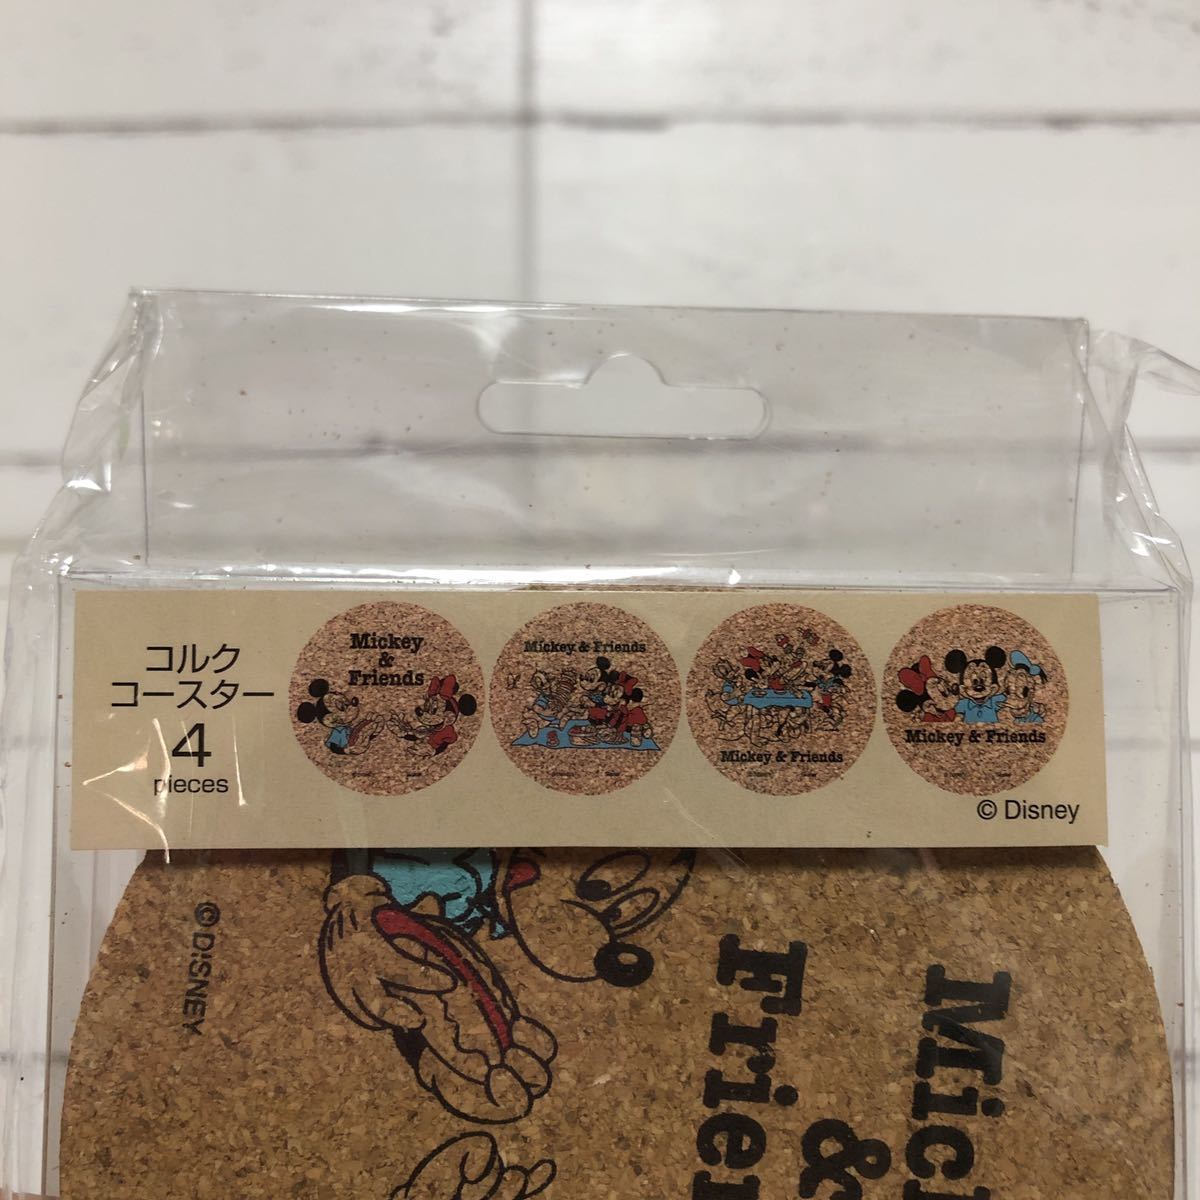 コルク
コースター
4
pieces
Mickey
&
Friends
Mickey & Friends
Mickey & Friends
Mickey & Friends
© Disney
©DISNEY
Mic
&
Frien